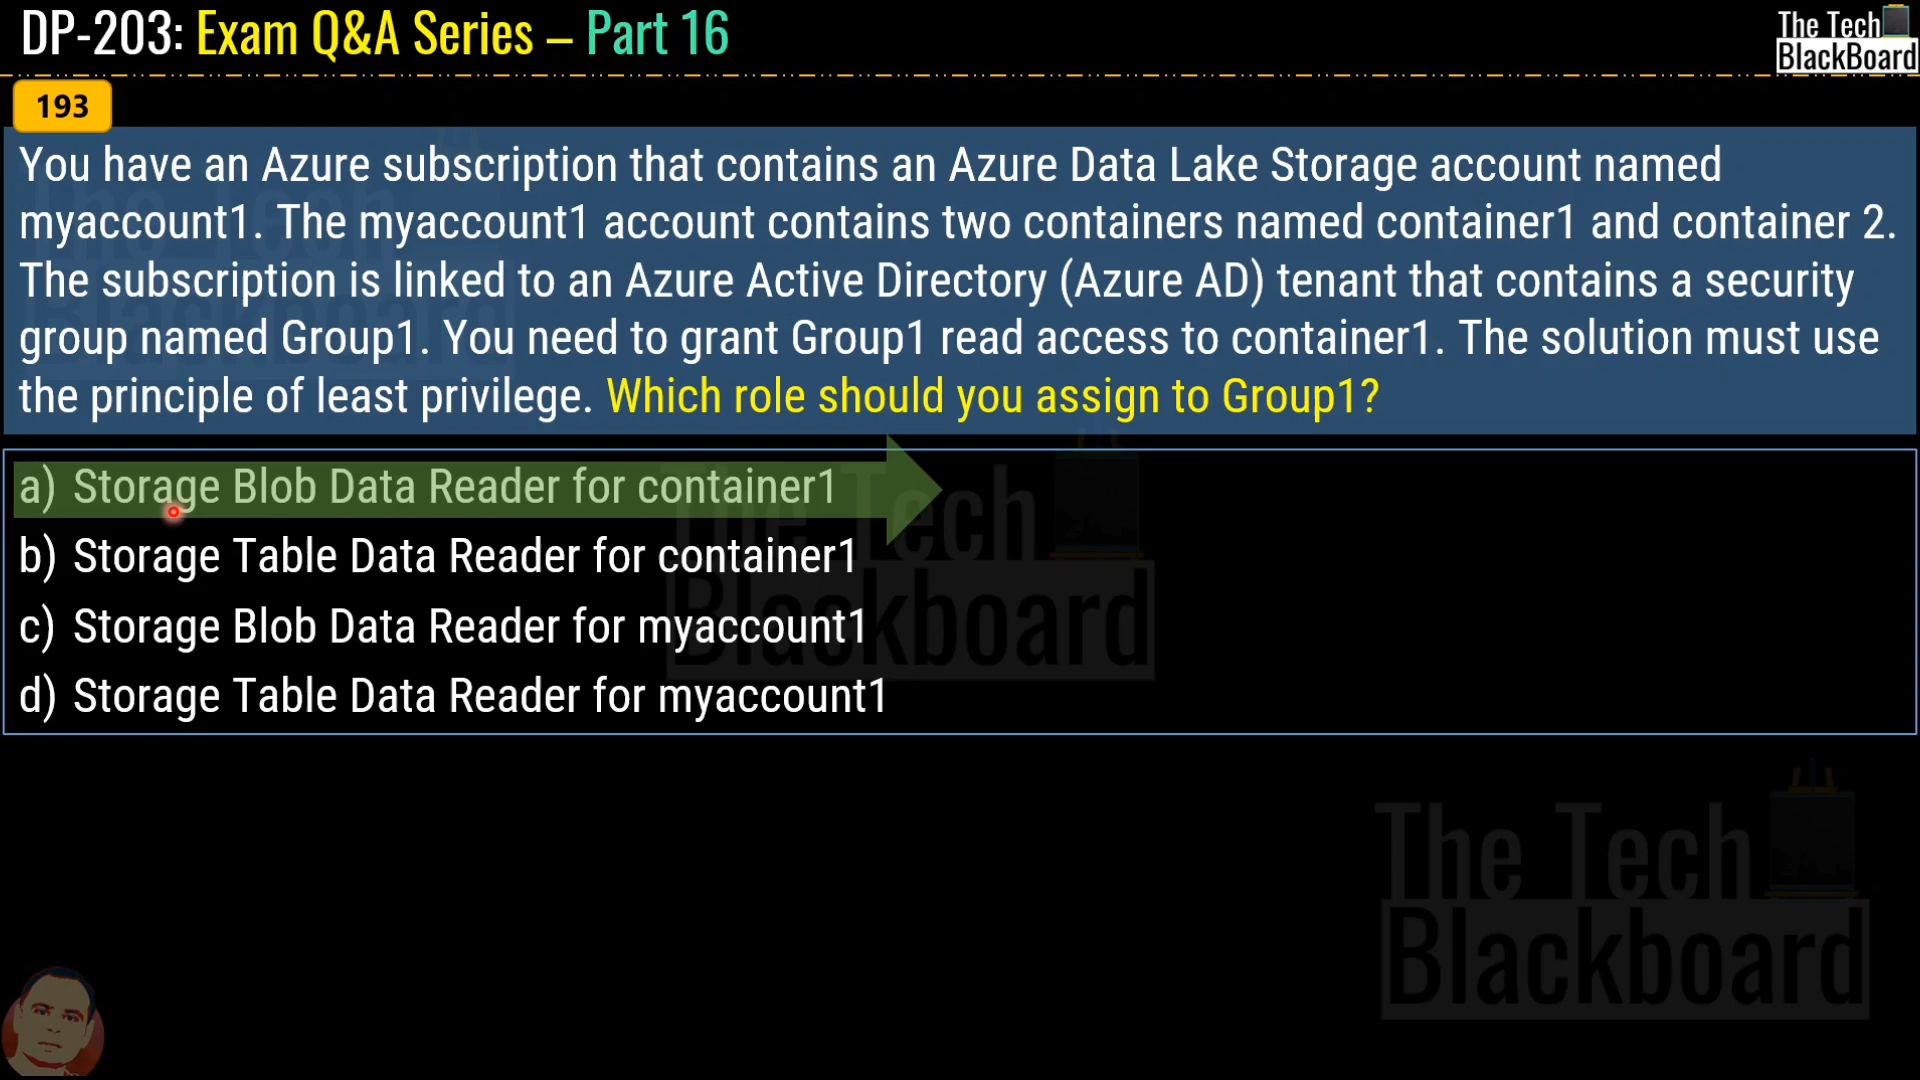 DP-203: Exam Q&A Series – Part 16
The Tech
BlackBoard
193
You have an Azure subscription that contains an Azure Data Lake Storage account named
myaccount1. The myaccount1 account contains two containers named container1 and container 2.
The subscription is linked to an Azure Active Directory (Azure AD) tenant that contains a security
group named Group1. You need to grant Group1 read access to container1. The solution must use
the principle of least privilege. Which role should you assign to Group1?
a) Storage Blob Data Reader for container1
b) Storage Table Data Reader for container1
c) Storage Blob Data Reader for myaccount1
d) Storage Table Data Reader for myaccount1
The Tech
Blackboard
The Tech
Blackboard